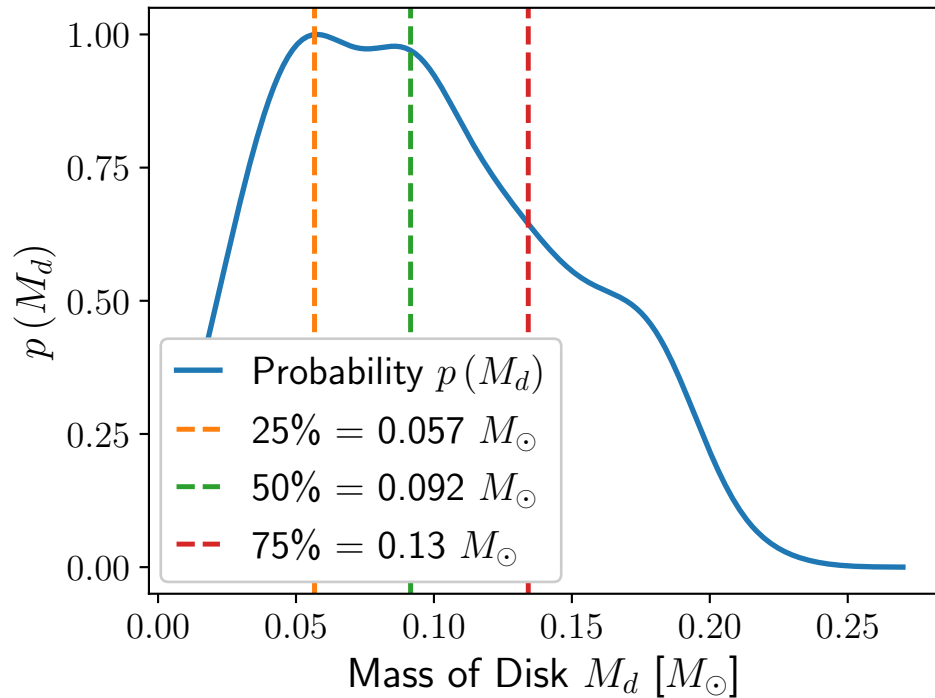 1.00
0.75
0.50
0.25
0.00
p (M_d)
Probability p (M_d)
25% = 0.057 M_⊙
50% = 0.092 M_⊙
75% = 0.13 M_⊙
0.00 0.05 0.10 0.15 0.20 0.25
Mass of Disk M_d [M_⊙]